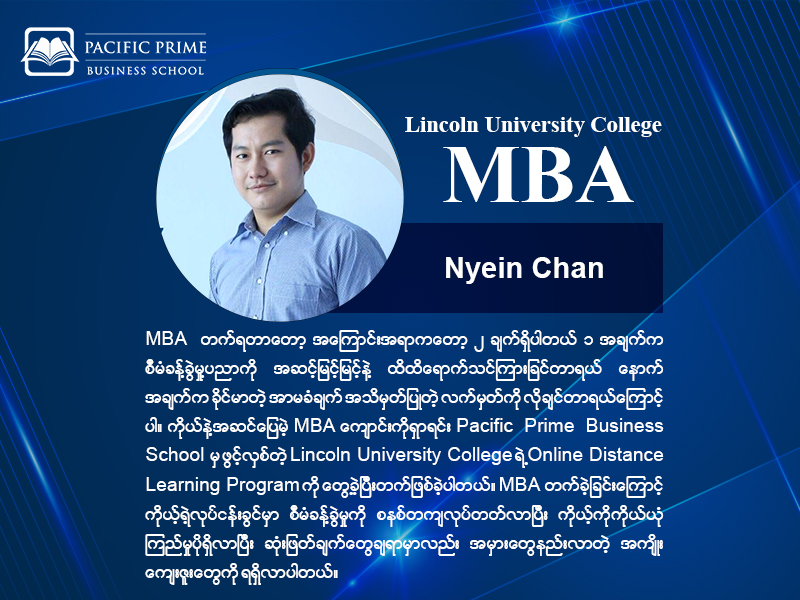 PACIFIC PRIME
BUSINESS SCHOOL
Lincoln University College
MBA
Nyein Chan
MBA တက်ရတာတော့ အကြောင်းအရာကတော့ ၂ ချက်ရှိပါတယ် ၁ အချက်က
စီမံခန့်ခွဲမှုပညာကို အဆင့်မြင့်မြင့်နဲ့ ထိထိရောက်သင်ကြားခြင်တာရယ် နောက်
အချက်က ခိုင်မာတဲ့ အာမခံချက် အသိမှတ်ပြုတဲ့ လက်မှတ်ကို လိုချင်တာရယ်ကြောင့်
ပါ။ ကိုယ်နဲ့အဆင်ပြေမဲ့ MBA ကျောင်းကိုရှာရင်း Pacific Prime Business
School မှ ဖွင့်လှစ်တဲ့ Lincoln University College ရဲ့ Online Distance
Learning Program ကို တွေ့ခဲ့ပြီးတက်ဖြစ်ခဲ့ပါတယ်။ MBA တက်ခဲ့ခြင်းကြောင့်
ကိုယ့်ရဲ့လုပ်ငန်းခွင်မှာ စီမံခန့်ခွဲမှုကို စနစ်တကျလုပ်တတ်လာပြီး ကိုယ့်ကိုကိုယ်ယုံ
ကြည်မှုပိုရှိလာပြီး ဆုံးဖြတ်ချက်တွေချရာမှာလည်း အမှားတွေနည်းလာတဲ့ အကျိုး
ကျေးဇူးတွေကို ရရှိလာပါတယ်။